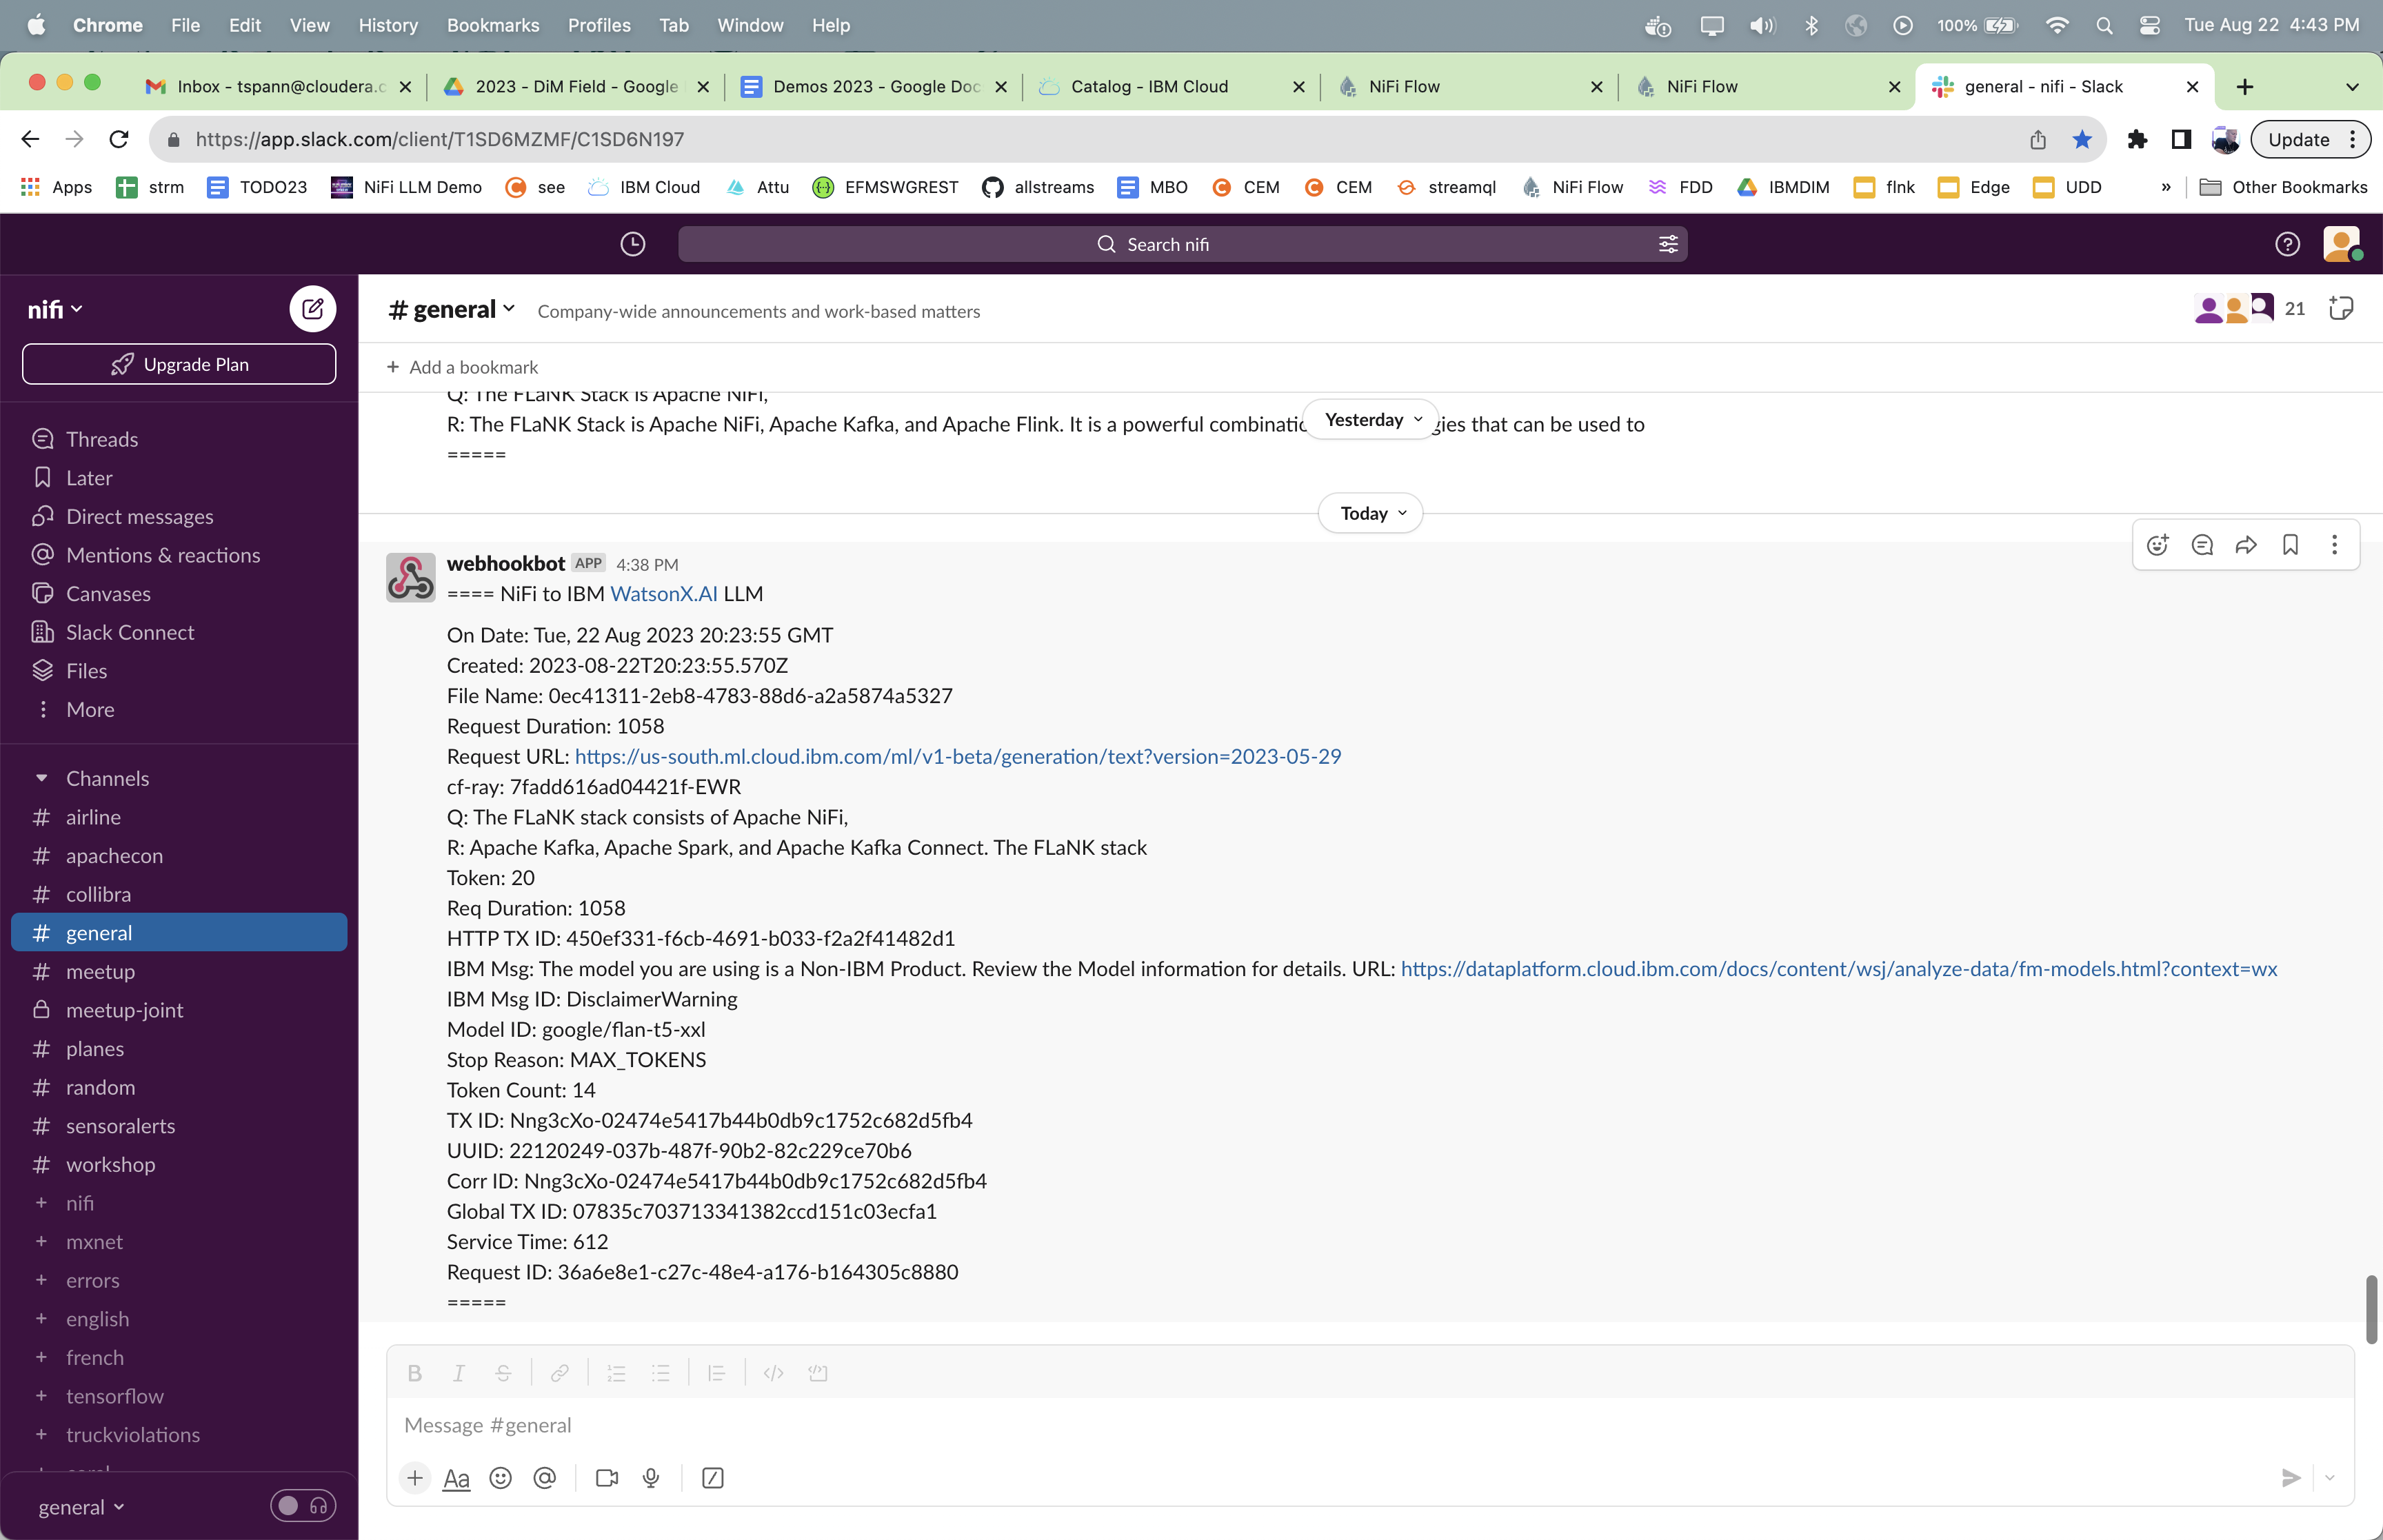 Chrome File Edit View History Bookmarks Profiles Tab Window Help 100% Tue Aug 22 4:43 PM
Inbox - tspann@cloudera.c 2023 - DiM Field - Google Demos 2023 - Google Doc Catalog - IBM Cloud NiFi Flow NiFi Flow general - nifi - Slack
https://app.slack.com/client/T1SD6MZMF/C1SD6N197 Update
Apps strm TODO23 NiFi LLM Demo see IBM Cloud Attu EFMSWGREST allstreams MBO CEM CEM streamql NiFi Flow FDD IBMDIM flnk Edge UDD » Other Bookmarks
Search nifi
nifi
Upgrade Plan
Threads
Later
Direct messages
Mentions & reactions
Canvases
Slack Connect
Files
More
Channels
# airline
# apachecon
# collibra
# general
# meetup
meetup-joint
# planes
# random
# sensoralerts
# workshop
+ nifi
+ mxnet
+ errors
+ english
+ french
+ tensorflow
+ truckviolations
general
# general Company-wide announcements and work-based matters 21
+ Add a bookmark
Q: The FLaNK Stack is Apache NiFi,
Yesterday
R: The FLaNK Stack is Apache NiFi, Apache Kafka, and Apache Flink. It is a powerful combinatio gies that can be used to
=====
Today
webhookbot APP 4:38 PM
==== NiFi to IBM WatsonX.AI LLM
On Date: Tue, 22 Aug 2023 20:23:55 GMT
Created: 2023-08-22T20:23:55.570Z
File Name: 0ec41311-2eb8-4783-88d6-a2a5874a5327
Request Duration: 1058
Request URL: https://us-south.ml.cloud.ibm.com/ml/v1-beta/generation/text?version=2023-05-29
cf-ray: 7fadd616ad04421f-EWR
Q: The FLaNK stack consists of Apache NiFi,
R: Apache Kafka, Apache Spark, and Apache Kafka Connect. The FLaNK stack
Token: 20
Req Duration: 1058
HTTP TX ID: 450ef331-f6cb-4691-b033-f2a2f41482d1
IBM Msg: The model you are using is a Non-IBM Product. Review the Model information for details. URL: https://dataplatform.cloud.ibm.com/docs/content/wsj/analyze-data/fm-models.html?context=wx
IBM Msg ID: DisclaimerWarning
Model ID: google/flan-t5-xxl
Stop Reason: MAX_TOKENS
Token Count: 14
TX ID: Nng3cXo-02474e5417b44b0db9c1752c682d5fb4
UUID: 22120249-037b-487f-90b2-82c229ce70b6
Corr ID: Nng3cXo-02474e5417b44b0db9c1752c682d5fb4
Global TX ID: 07835c703713341382ccd151c03ecfa1
Service Time: 612
Request ID: 36a6e8e1-c27c-48e4-a176-b164305c8880
=====
Message #general